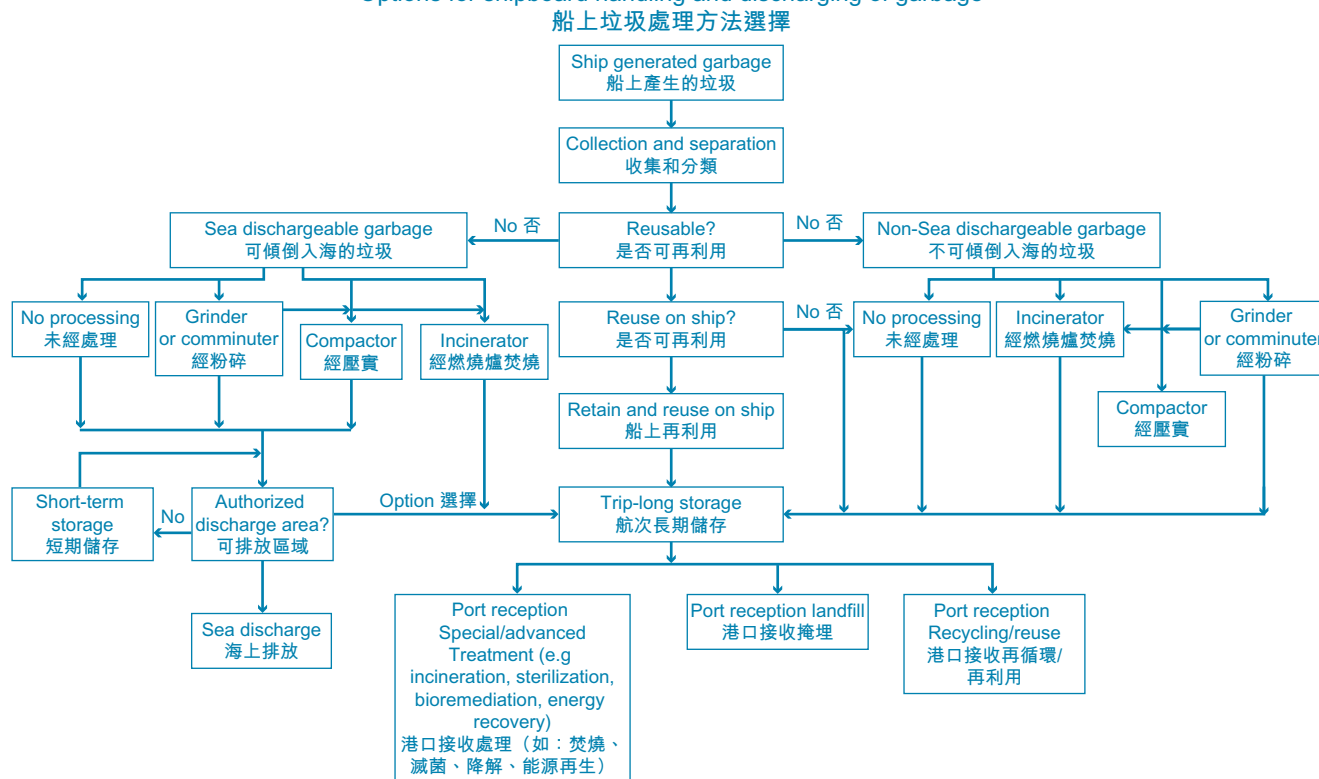 Options for shipboard handling and discharging of garbage
船上垃圾處理方法選擇
Ship generated garbage
船上產生的垃圾
Collection and separation
收集和分類
Sea dischargeable garbage
可傾倒入海的垃圾
No 否
Reusable?
是否可再利用
No 否
Non-Sea dischargeable garbage
不可傾倒入海的垃圾
No processing
未經處理
Grinder
or comminuter
經粉碎
Compactor
經壓實
Incinerator
經燃燒爐焚燒
Reuse on ship?
是否可再利用
No 否
No processing
未經處理
Incinerator
經燃燒爐焚燒
Grinder
or comminuter
經粉碎
Compactor
經壓實
Retain and reuse on ship
船上再利用
Short-term
storage
短期儲存
No
Authorized
discharge area?
可排放區域
Option 選擇
Trip-long storage
航次長期儲存
Sea discharge
海上排放
Port reception
Special/advanced
Treatment (e.g
incineration, sterilization,
bioremediation, energy
recovery)
港口接收處理（如：焚燒、
滅菌、降解、能源再生）
Port reception landfill
港口接收掩埋
Port reception
Recycling/reuse
港口接收再循環/
再利用